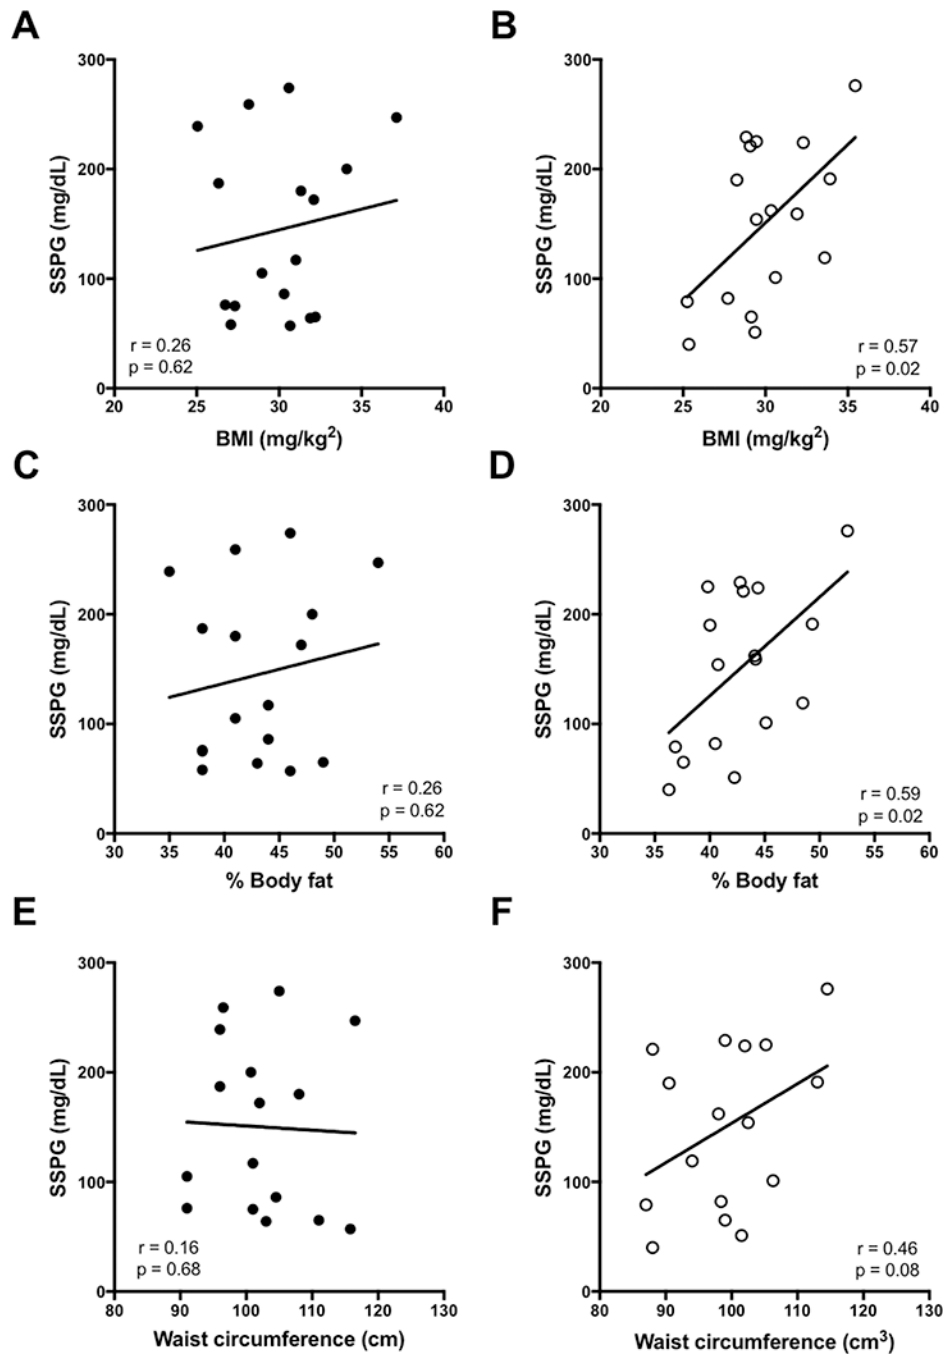 A
300
200
100
0
SSPG (mg/dL)
r = 0.26
p = 0.62
20 25 30 35 40
BMI (mg/kg²)
B
300
200
100
0
SSPG (mg/dL)
r = 0.57
p = 0.02
20 25 30 35 40
BMI (mg/kg²)
C
300
200
100
0
SSPG (mg/dL)
r = 0.26
p = 0.62
30 35 40 45 50 55 60
% Body fat
D
300
200
100
0
SSPG (mg/dL)
r = 0.59
p = 0.02
30 35 40 45 50 55 60
% Body fat
E
300
200
100
0
SSPG (mg/dL)
r = 0.16
p = 0.68
80 90 100 110 120 130
Waist circumference (cm)
F
300
200
100
0
SSPG (mg/dL)
r = 0.46
p = 0.08
80 90 100 110 120 130
Waist circumference (cm³)